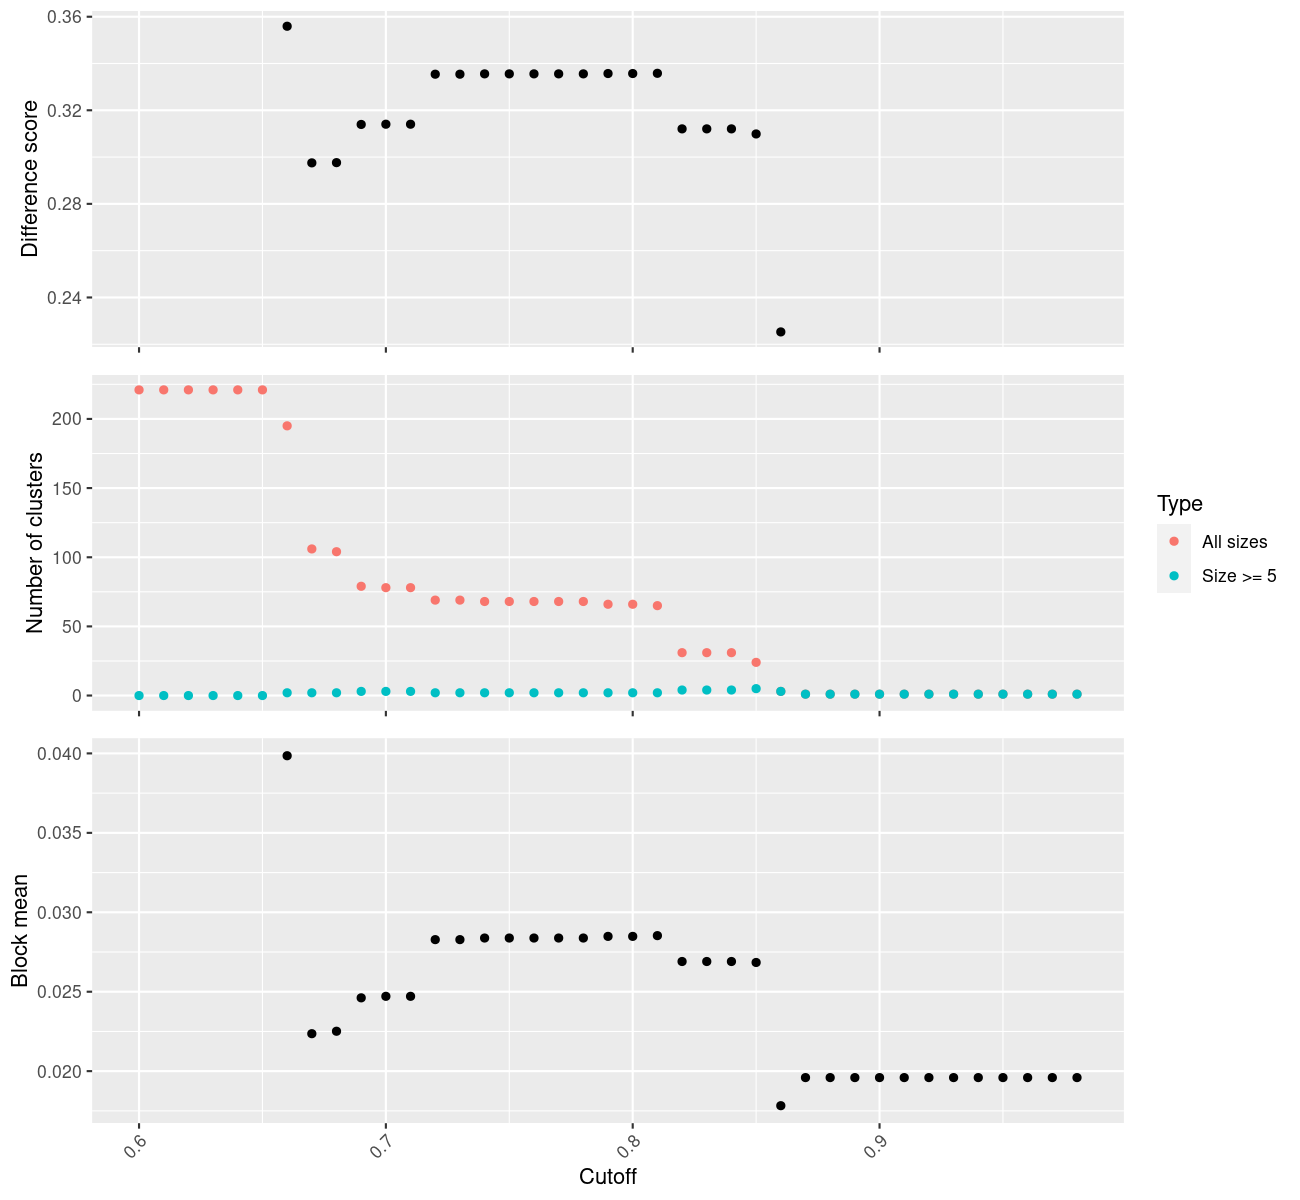 Difference score
0.36
0.32
0.28
0.24
Number of clusters
200
150
100
50
0
Type
All sizes
Size >= 5
Block mean
0.040
0.035
0.030
0.025
0.020
0.6
0.7
0.8
0.9
Cutoff